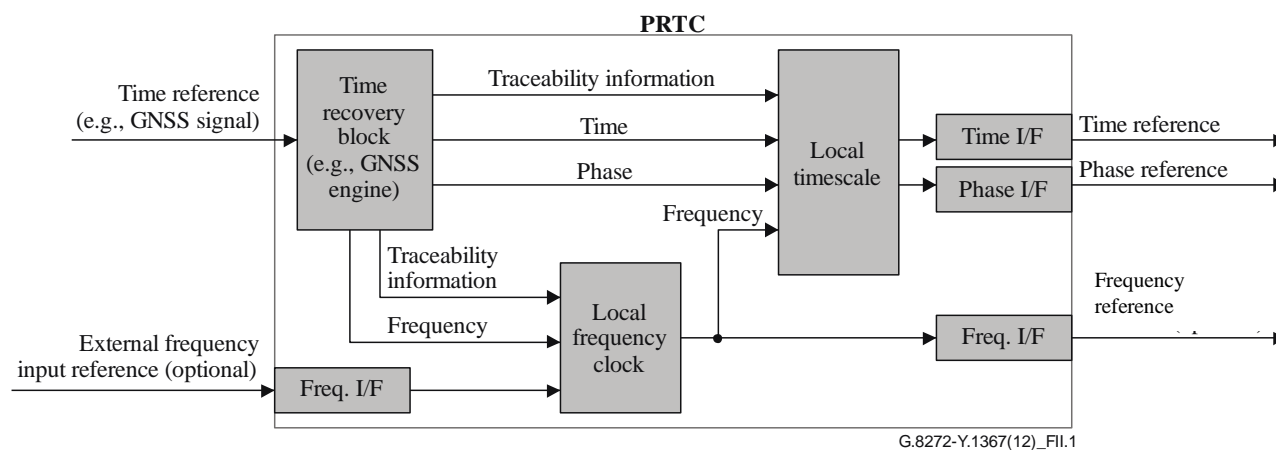 PRTC
Time reference
(e.g., GNSS signal)
Time
recovery
block
(e.g., GNSS
engine)
Traceability information
Time
Phase
Frequency
Local
timescale
Time I/F
Time reference
Phase I/F
Phase reference
Traceability
information
Frequency
Local
frequency
clock
Frequency
reference
Freq. I/F
External frequency
input reference (optional)
Freq. I/F
G.8272-Y.1367(12)_FII.1